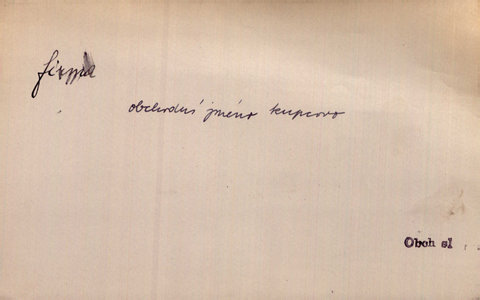 firma
obchodní jméno kupcovo
Obch sl